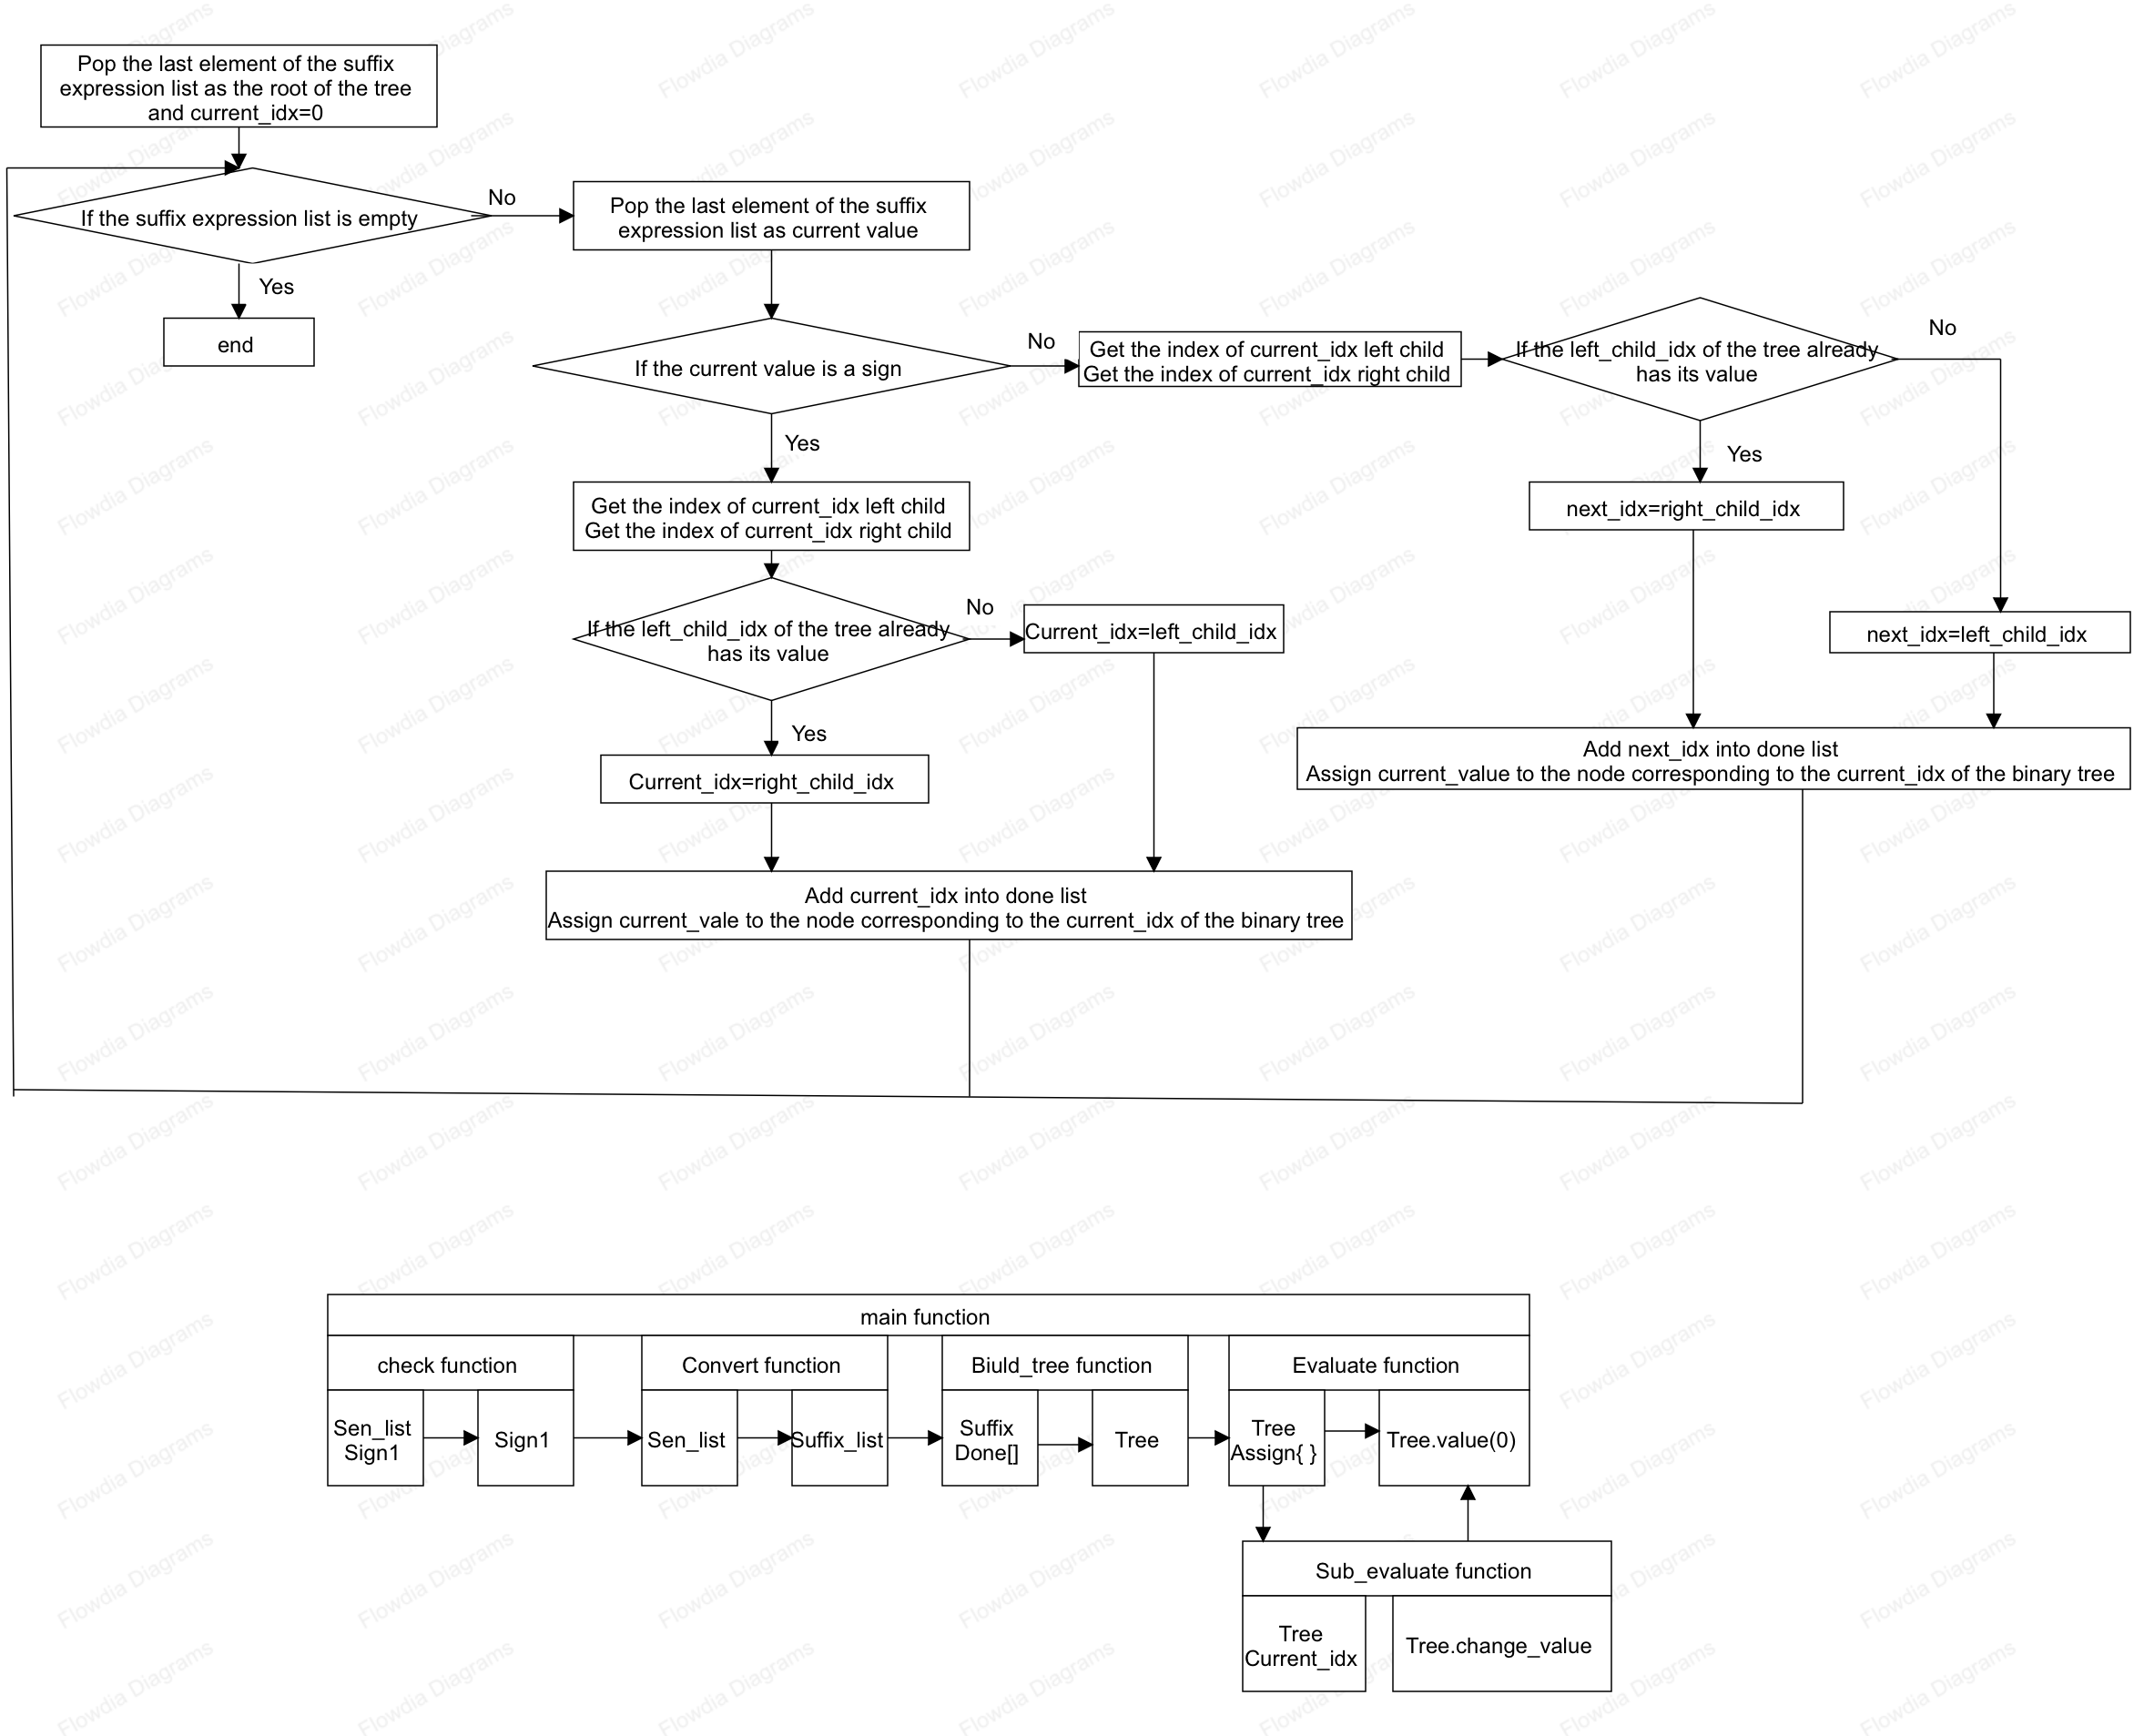 Pop the last element of the suffix
expression list as the root of the tree
and current_idx=0
If the suffix expression list is empty
No
Yes
end
Pop the last element of the suffix
expression list as current value
If the current value is a sign
No
Yes
Get the index of current_idx left child
Get the index of current_idx right child
If the left_child_idx of the tree already
has its value
No
Yes
next_idx=right_child_idx
next_idx=left_child_idx
Add next_idx into done list
Assign current_value to the node corresponding to the current_idx of the binary tree
Get the index of current_idx left child
Get the index of current_idx right child
If the left_child_idx of the tree already
has its value
No
Current_idx=left_child_idx
Yes
Current_idx=right_child_idx
Add current_idx into done list
Assign current_vale to the node corresponding to the current_idx of the binary tree
main function
check function
Convert function
Biuld_tree function
Evaluate function
Sen_list
Sign1
Sign1
Sen_list
Suffix_list
Suffix
Done[]
Tree
Tree
Assign{ }
Tree.value(0)
Sub_evaluate function
Tree
Current_idx
Tree.change_value
Flowdia Diagrams